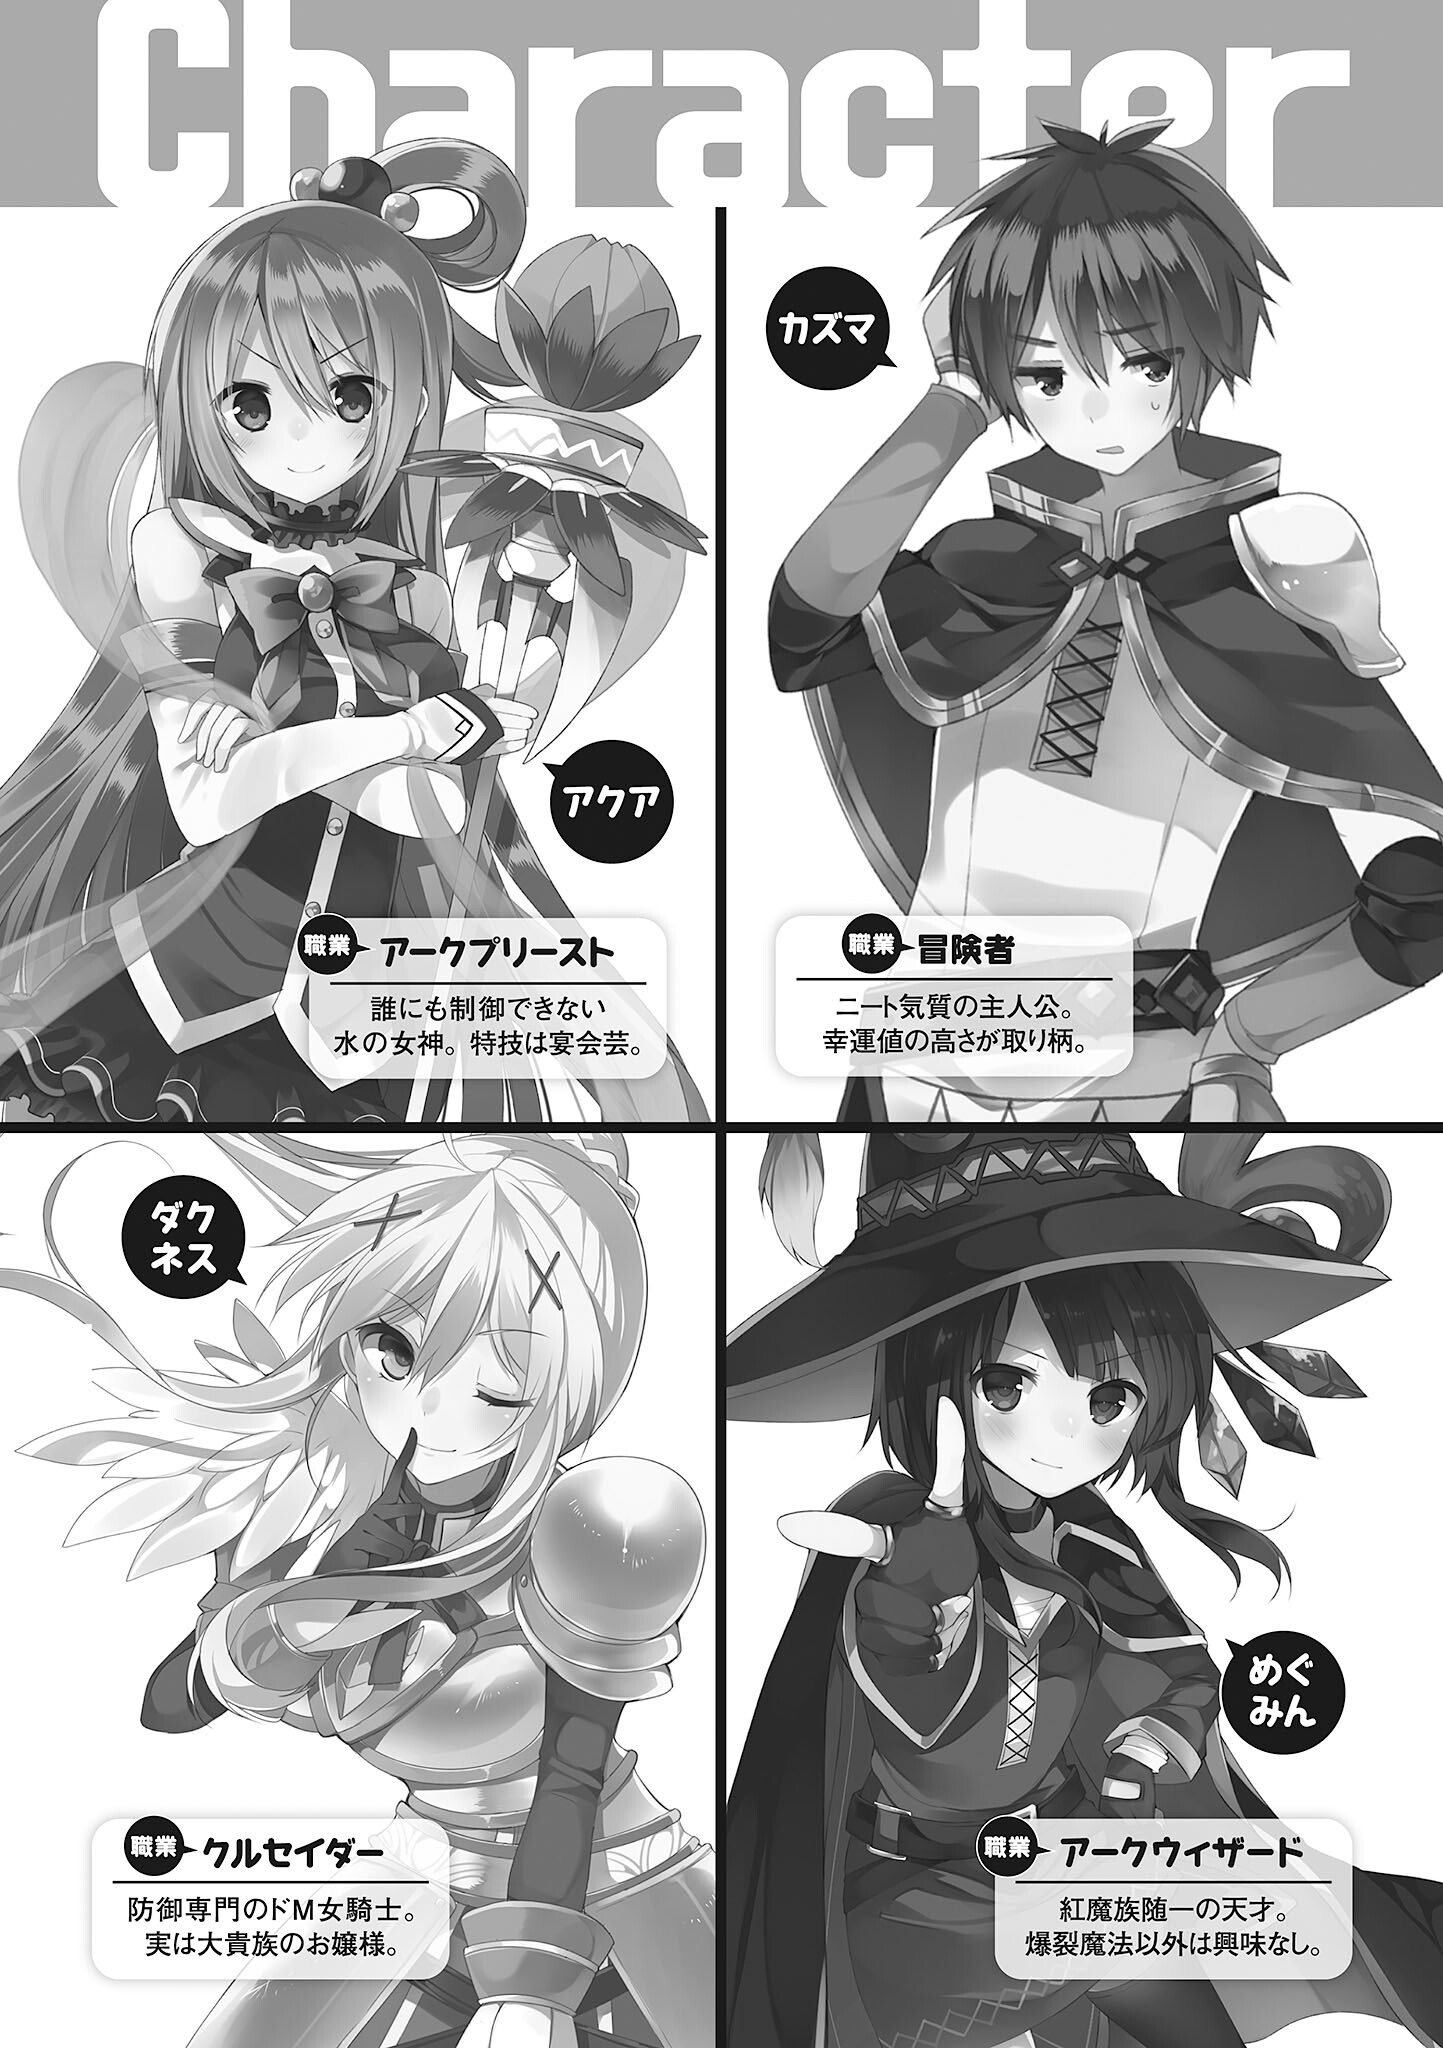 Character
アクア
職業
アークプリースト
誰にも制御できない
水の女神。特技は宴会芸。
カズマ
職業
冒険者
ニート気質の主人公。
幸運値の高さが取り柄。
ダク
ネス
職業
クルセイダー
防御専門のドM女騎士。
実は大貴族のお嬢様。
めぐ
みん
職業
アークウィザード
紅魔族随一の天才。
爆裂魔法以外は興味なし。